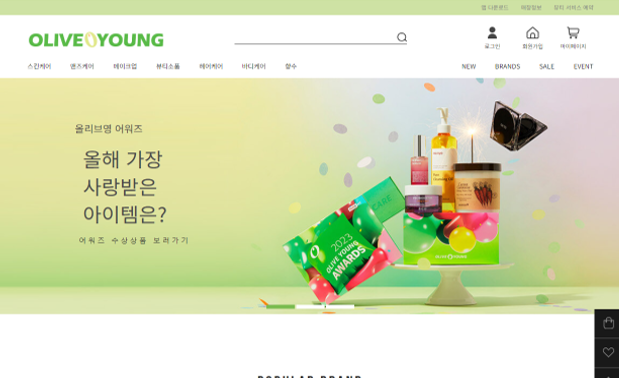 앱 다운로드 매장정보 뷰티 서비스 예약
OLIVE YOUNG
로그인 회원가입 마이페이지
스킨케어 맨즈케어 메이크업 뷰티소품 헤어케어 바디케어 향수 NEW BRANDS SALE EVENT
올리브영 어워즈
올해 가장
사랑받은
아이템은?
어워즈 수상상품 보러가기
2023
OLIVE YOUNG
AWARDS
OLIVE YOUNG
POPULAR BRAND